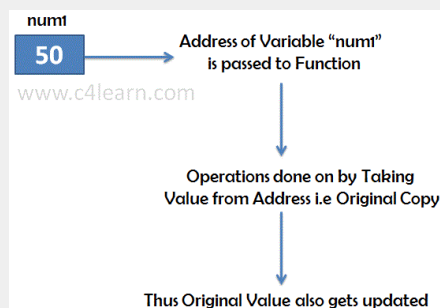 num1
50
Address of Variable “num1”
is passed to Function
www.c4learn.com
Operations done on by Taking
Value from Address i.e Original Copy
Thus Original Value also gets updated